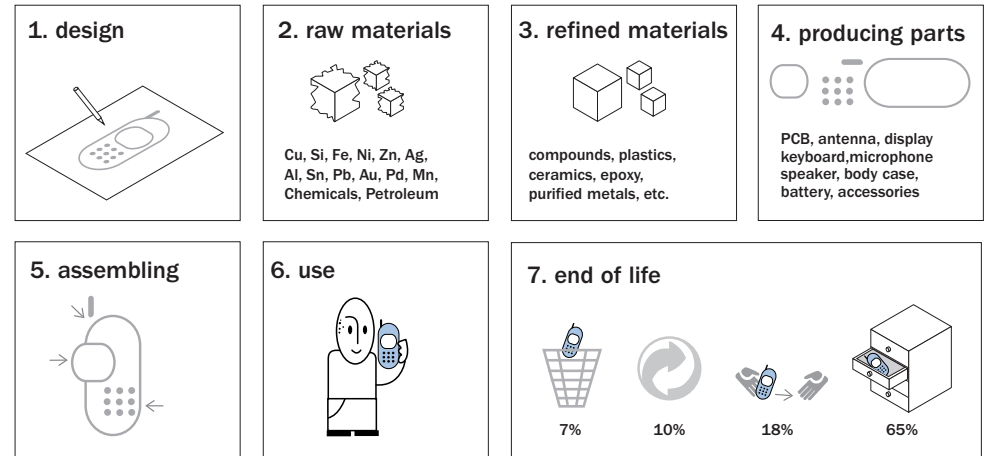 1. design
2. raw materials
Cu, Si, Fe, Ni, Zn, Ag,
Al, Sn, Pb, Au, Pd, Mn,
Chemicals, Petroleum
3. refined materials
compounds, plastics,
ceramics, epoxy,
purified metals, etc.
4. producing parts
PCB, antenna, display
keyboard,microphone
speaker, body case,
battery, accessories
5. assembling
6. use
7. end of life
7%
10%
18%
65%